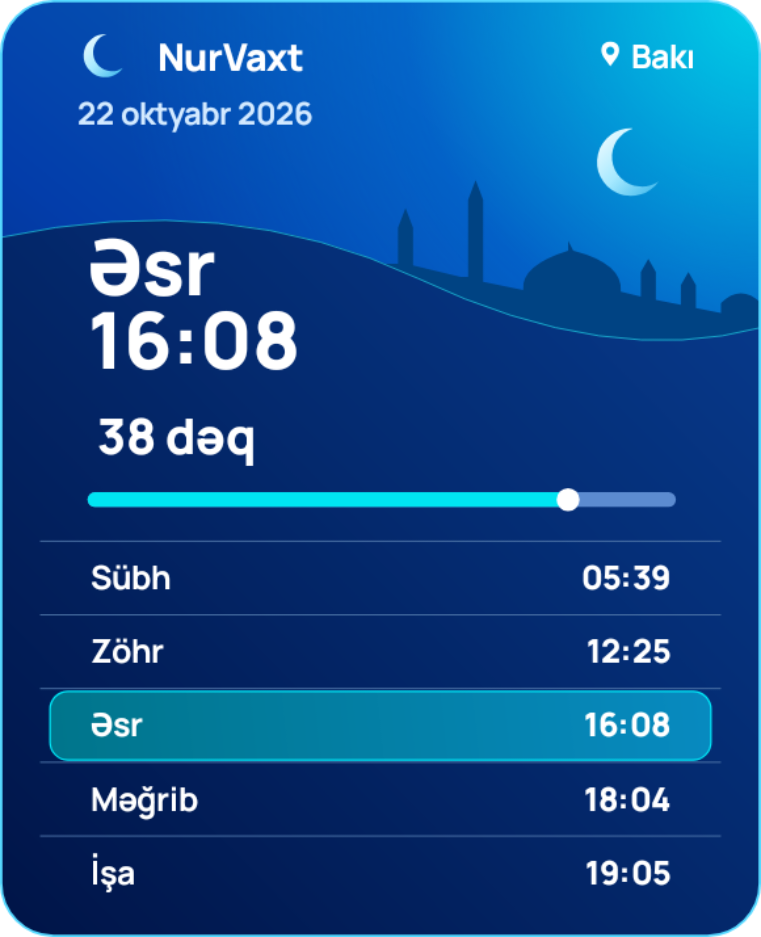 NurVaxt
Bakı
22 oktyabr 2026
Əsr
16:08
38 dəq
Sübh 05:39
Zöhr 12:25
Əsr 16:08
Məğrib 18:04
İşa 19:05